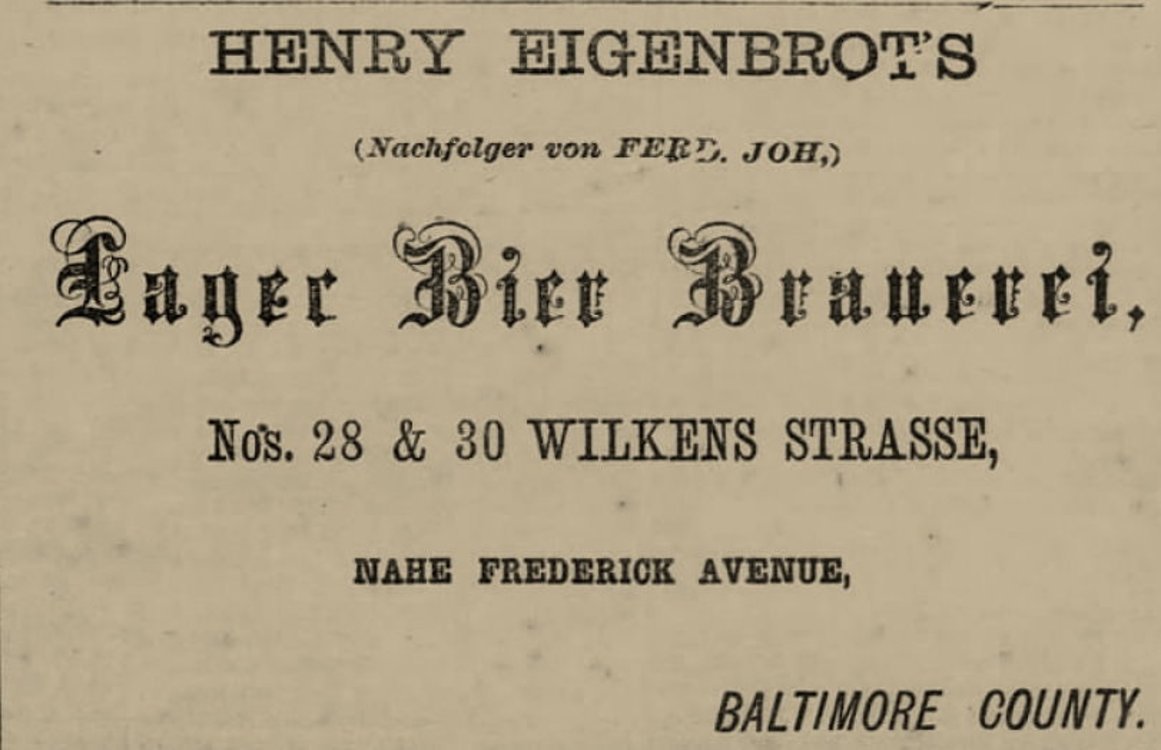 HENRY EIGENBROT'S
(Nachfolger von FERD. JOH,)
Lager Bier Brauerei,
Nos. 28 & 30 WILKENS STRASSE,
NAHE FREDERICK AVENUE,
BALTIMORE COUNTY.